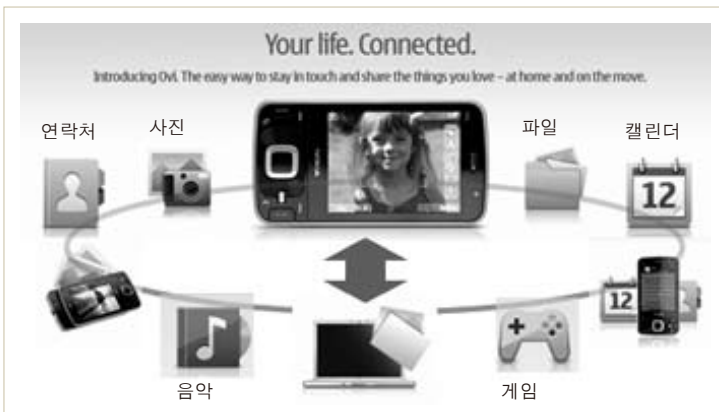 Your life. Connected.
Introducing Ovi. The easy way to stay in touch and share the things you love – at home and on the move.
연락처
사진
파일
캘린더
12
12
음악
게임